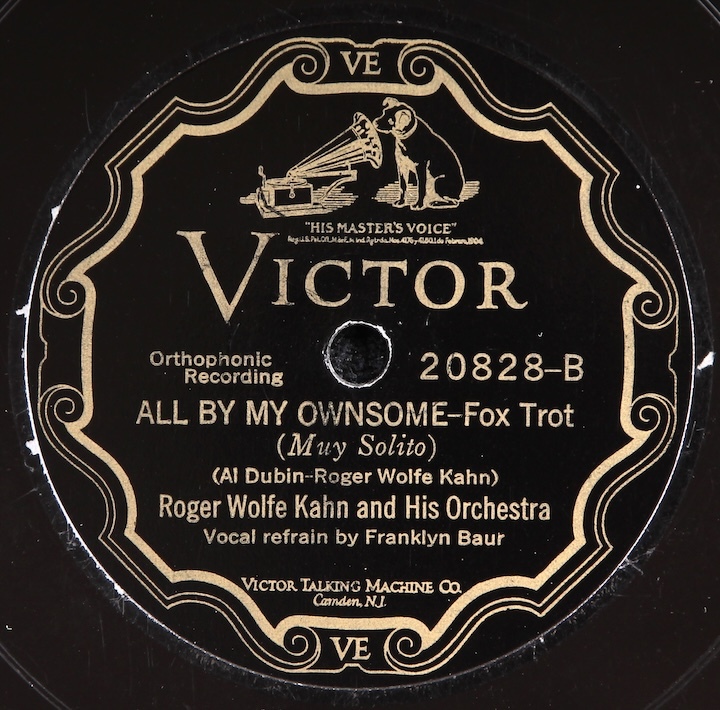 VE
"HIS MASTER'S VOICE"
VICTOR
Orthophonic
Recording
20828-B
ALL BY MY OWNSOME-Fox Trot
(Muy Solito)
(Al Dubin-Roger Wolfe Kahn)
Roger Wolfe Kahn and His Orchestra
Vocal refrain by Franklyn Baur
VICTOR TALKING MACHINE CO.
Camden, N.J.
VE